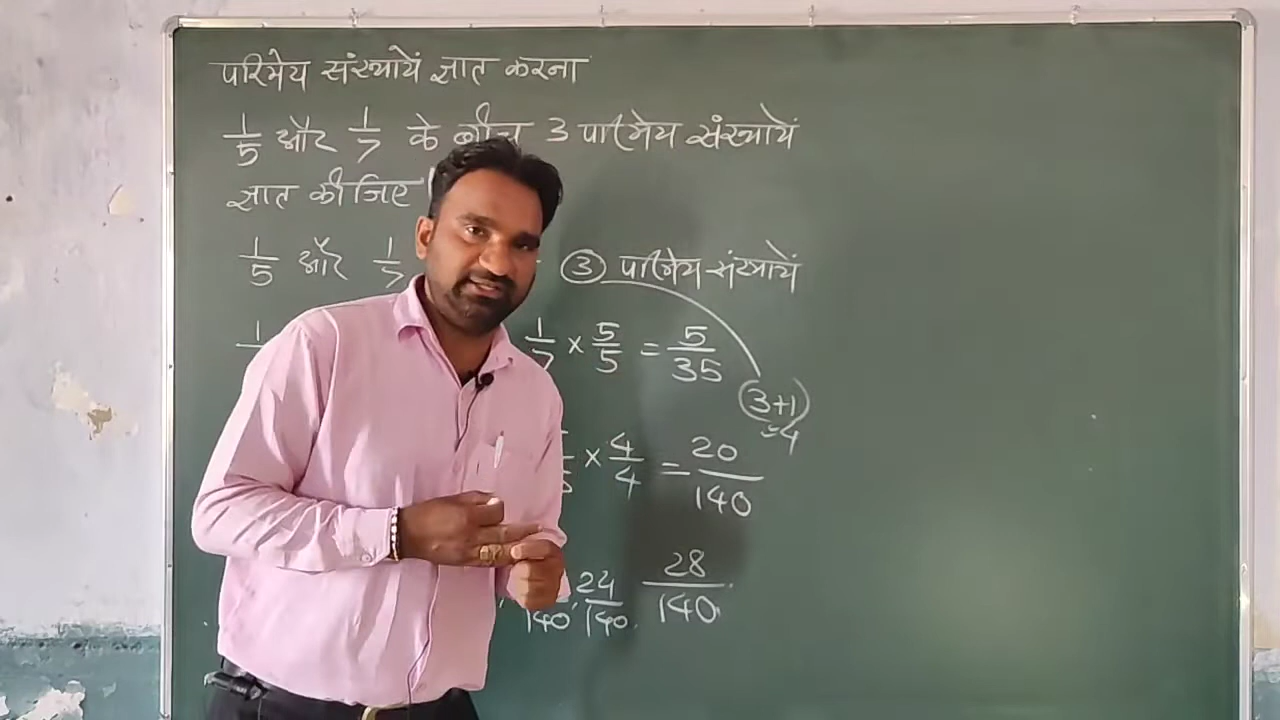 परिमेय संख्यायें ज्ञात करना
1/5 और 1/7 के बीच 3 परिमेय संख्यायें
ज्ञात कीजिए
1/5 और 1/7 ③ परिमेय संख्यायें
1/7 × 5/5 = 5/35
(3+1)
=4
× 4/4 = 20/140
140, 24/140, 28/140